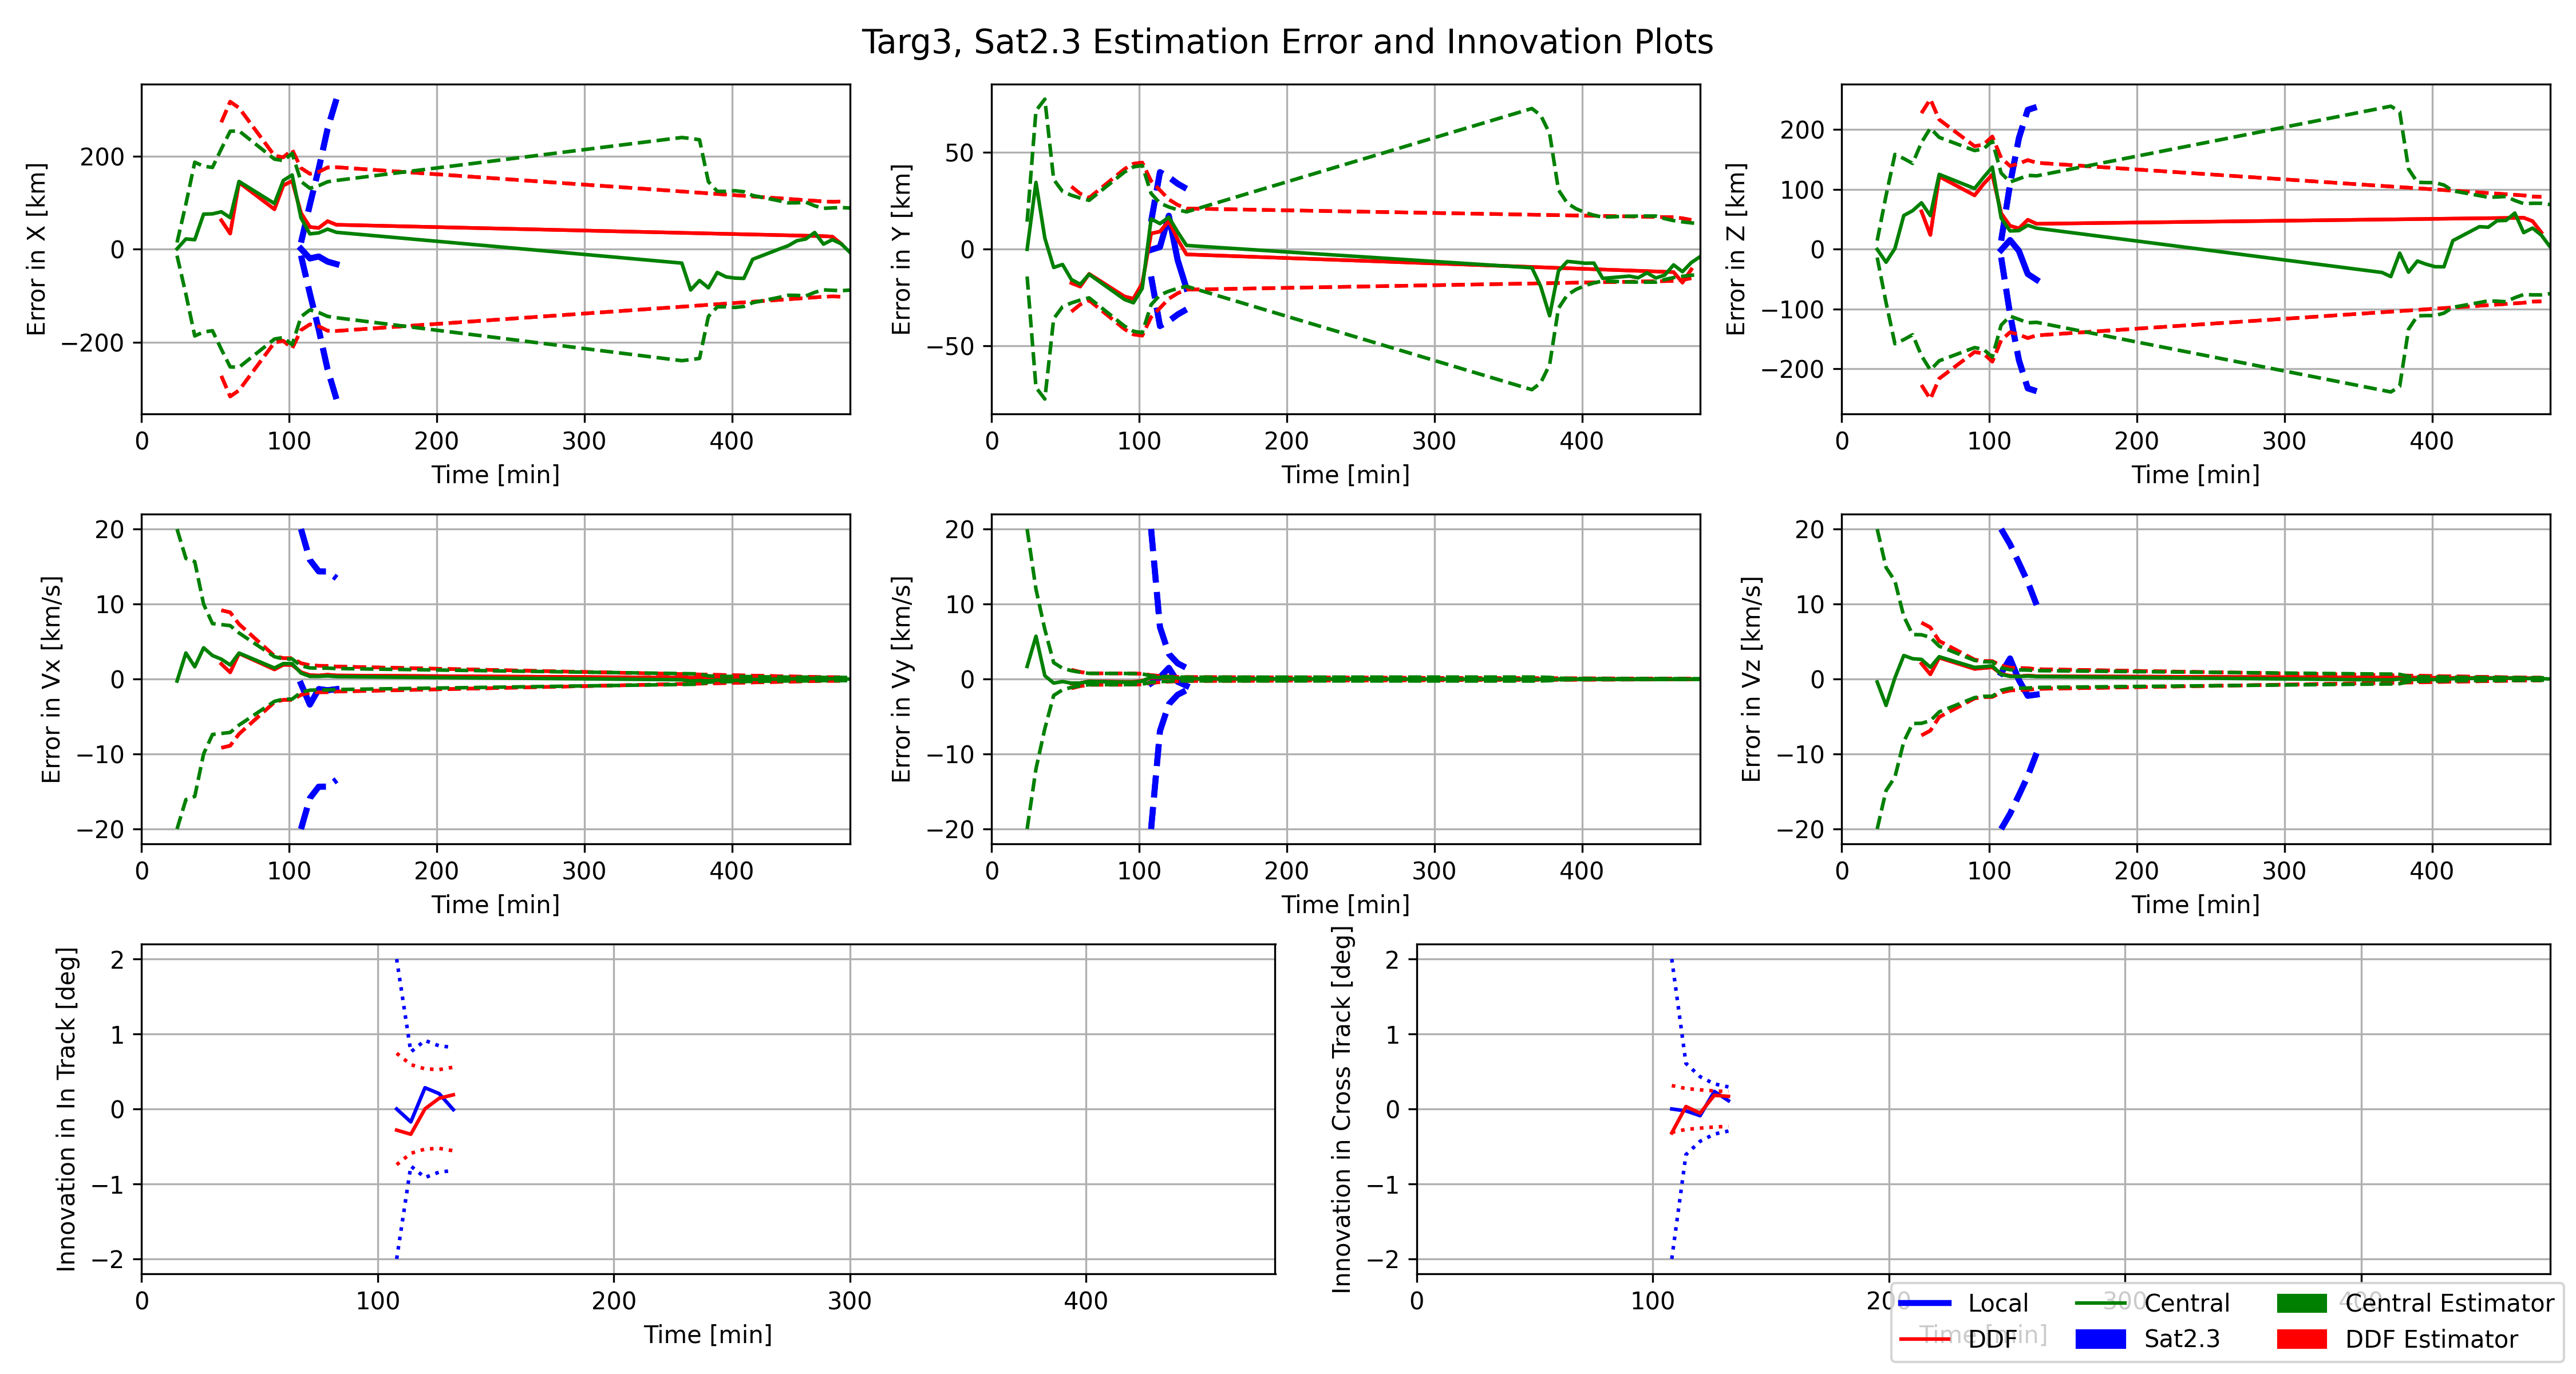 Targ3, Sat2.3 Estimation Error and Innovation Plots
Error in X [km]
200
0
−200
0 100 200 300 400
Time [min]
Error in Y [km]
50
0
−50
0 100 200 300 400
Time [min]
Error in Z [km]
200
100
0
−100
−200
0 100 200 300 400
Time [min]
Error in Vx [km/s]
20
10
0
−10
−20
0 100 200 300 400
Time [min]
Error in Vy [km/s]
20
10
0
−10
−20
0 100 200 300 400
Time [min]
Error in Vz [km/s]
20
10
0
−10
−20
0 100 200 300 400
Time [min]
Innovation in In Track [deg]
2
1
0
−1
−2
0 100 200 300 400
Time [min]
Innovation in Cross Track [deg]
2
1
0
−1
−2
0 100 200 300 400
Time [min]
Local
DDF
Central
Sat2.3
Central Estimator
DDF Estimator